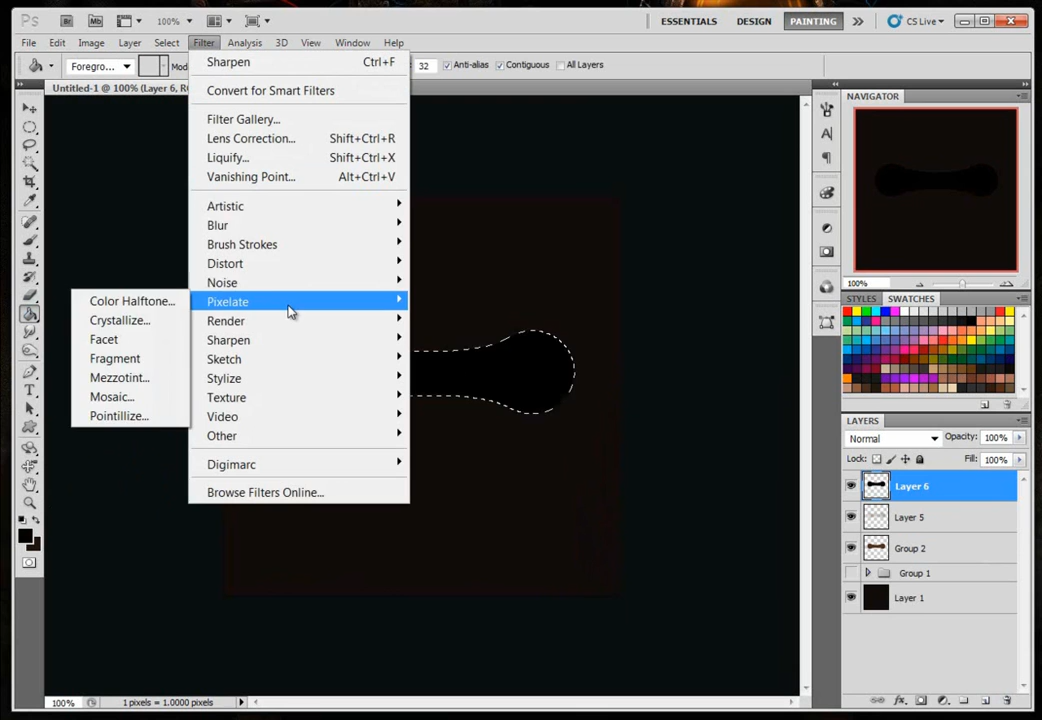 Ps Br Mb 100% ESSENTIALS DESIGN PAINTING CS Live
File Edit Image Layer Select Filter Analysis 3D View Window Help
Foregro... 32 Anti-alias Contiguous All Layers
Untitled-1 @ 100% (Layer 6,
Sharpen Ctrl+F
Convert for Smart Filters
Filter Gallery...
Lens Correction... Shift+Ctrl+R
Liquify... Shift+Ctrl+X
Vanishing Point... Alt+Ctrl+V
Artistic
Blur
Brush Strokes
Distort
Noise
Pixelate
Render
Sharpen
Sketch
Stylize
Texture
Video
Other
Digimarc
Browse Filters Online...
Color Halftone...
Crystallize...
Facet
Fragment
Mezzotint...
Mosaic...
Pointillize...
NAVIGATOR
100%
STYLES SWATCHES
LAYERS
Normal Opacity: 100%
Lock: Fill: 100%
Layer 6
Layer 5
Group 2
Group 1
Layer 1
100% 1 pixels = 1.0000 pixels